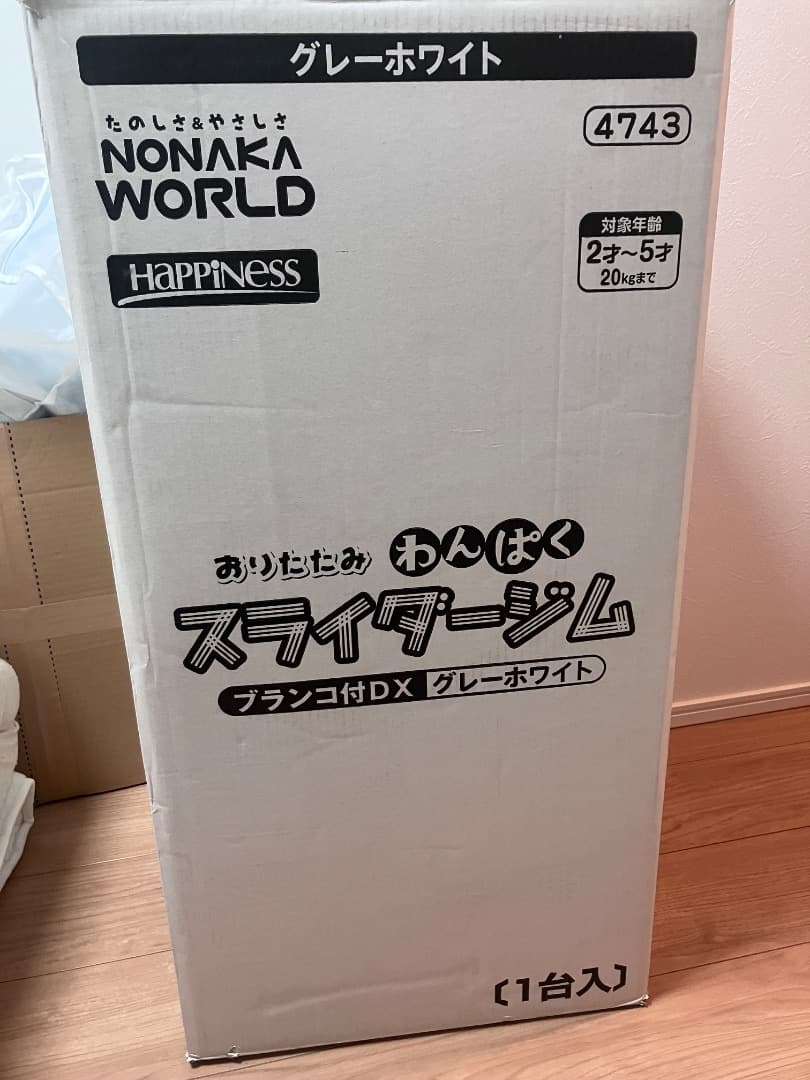 グレーホワイト
たのしさ&やさしさ
NONAKA
WORLD
HaPPiNeSS
4743
対象年齢
2才～5才
20kgまで
おりたたみ わんぱく
スライダージム
ブランコ付DX グレーホワイト
〔1台入〕